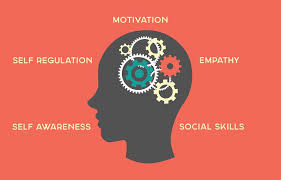 MOTIVATION
SELF REGULATION
EMPATHY
SELF AWARENESS
SOCIAL SKILLS